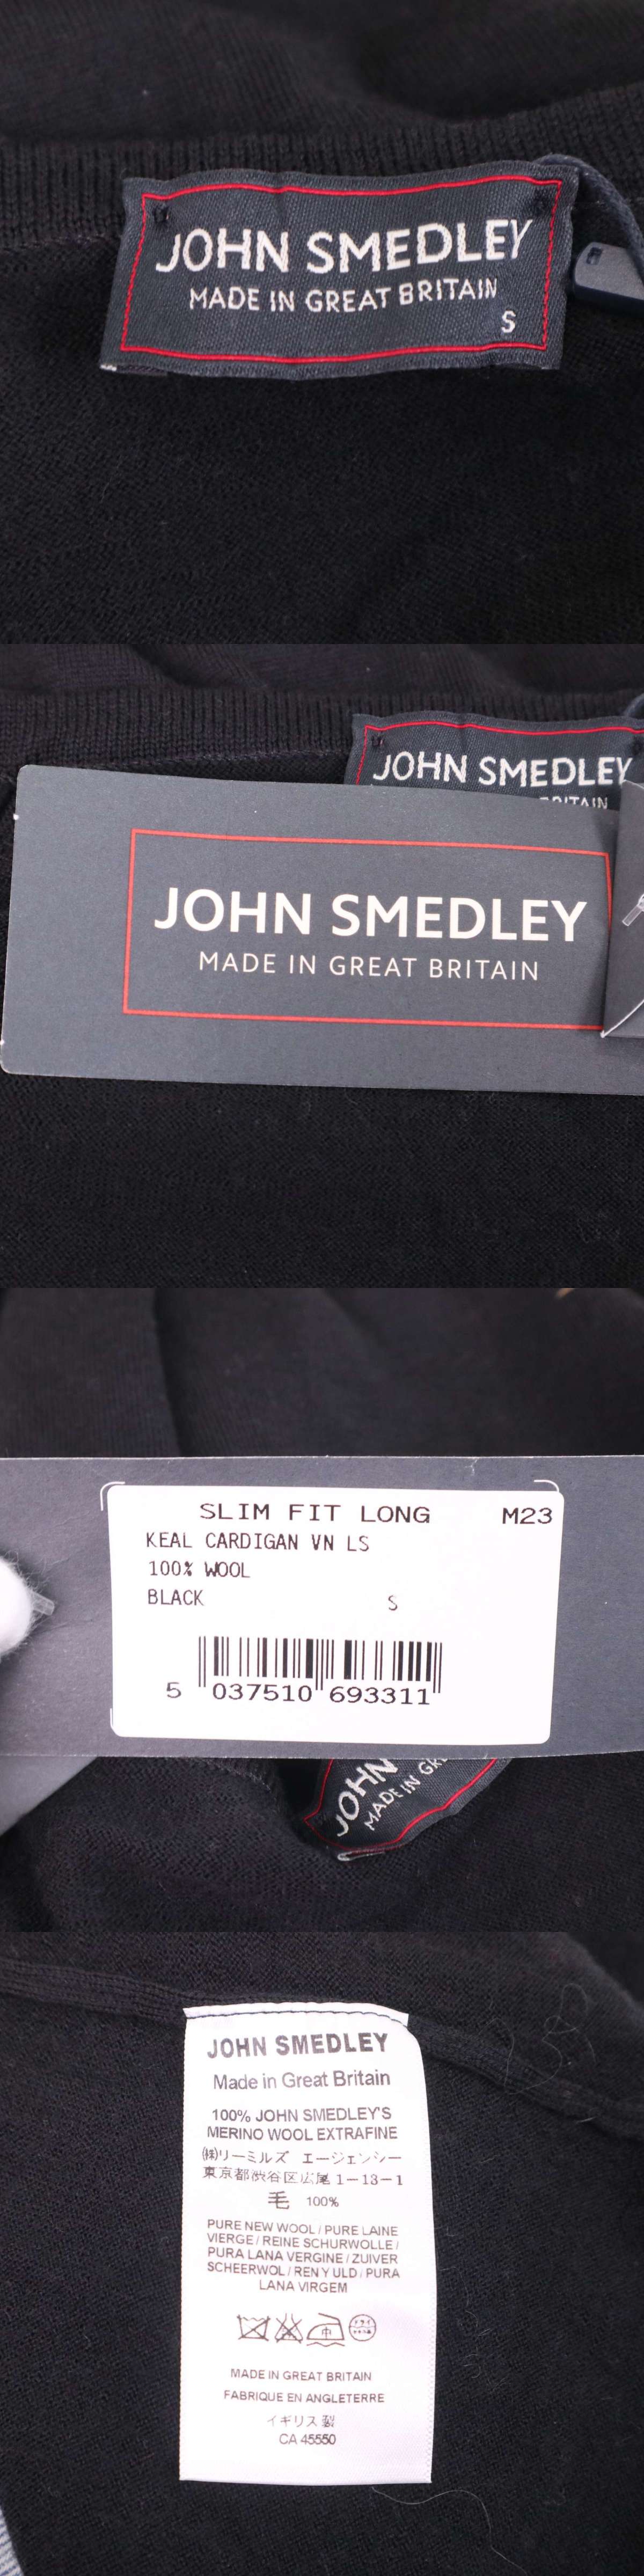 JOHN SMEDLEY
MADE IN GREAT BRITAIN
S
JOHN SMEDLEY
BRITAIN
JOHN SMEDLEY
MADE IN GREAT BRITAIN
SLIM FIT LONG M23
KEAL CARDIGAN VN LS
100% WOOL
BLACK S
5 037510 693311
JOHN
MADE IN GR
JOHN SMEDLEY
Made in Great Britain
100% JOHN SMEDLEY'S
MERINO WOOL EXTRAFINE
㈱リーミルズ エージェンシー
東京都渋谷区広尾1-13-1
毛 100%
PURE NEW WOOL / PURE LAINE
VIERGE / REINE SCHURWOLLE /
PURA LANA VERGINE / ZUIVER
SCHEERWOL / REN Y ULD / PURA
LANA VIRGEM
MADE IN GREAT BRITAIN
FABRIQUE EN ANGLETERRE
イギリス製
CA 45550